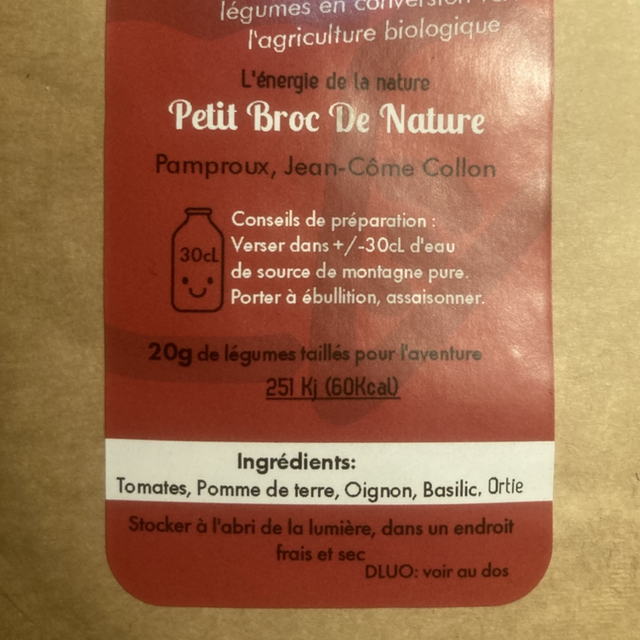 légumes en conversion
l'agriculture biologique
L'énergie de la nature
Petit Broc De Nature
Pamproux, Jean-Côme Collon
30cL
Conseils de préparation :
Verser dans +/-30cL d'eau
de source de montagne pure.
Porter à ébullition, assaisonner.
20g de légumes taillés pour l'aventure
251 Kj (60Kcal)
Ingrédients:
Tomates, Pomme de terre, Oignon, Basilic, Ortie
Stocker à l'abri de la lumière, dans un endroit
frais et sec
DLUO: voir au dos